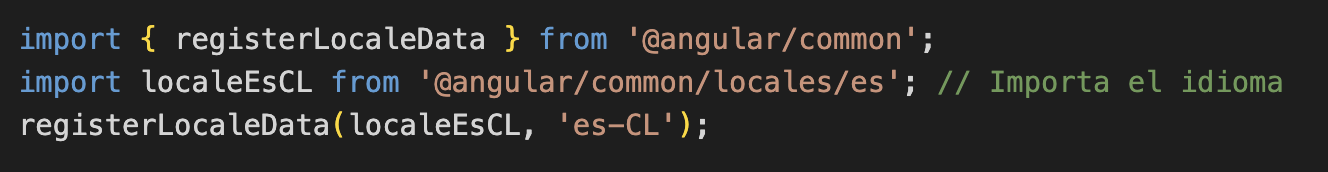 import { registerLocaleData } from '@angular/common';
import localeEsCL from '@angular/common/locales/es'; // Importa el idioma
registerLocaleData(localeEsCL, 'es-CL');